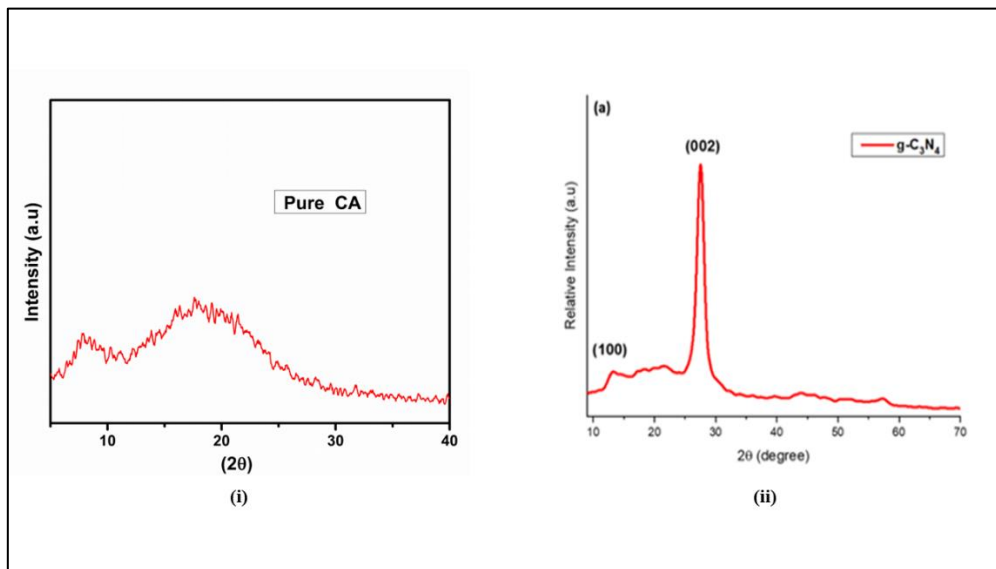 Intensity (a.u)
Pure CA
10 20 30 40
(2θ)
(i)
(a)
Relative Intensity (a.u)
(100)
(002)
g-C₃N₄
10 20 30 40 50 60 70
2θ (degree)
(ii)